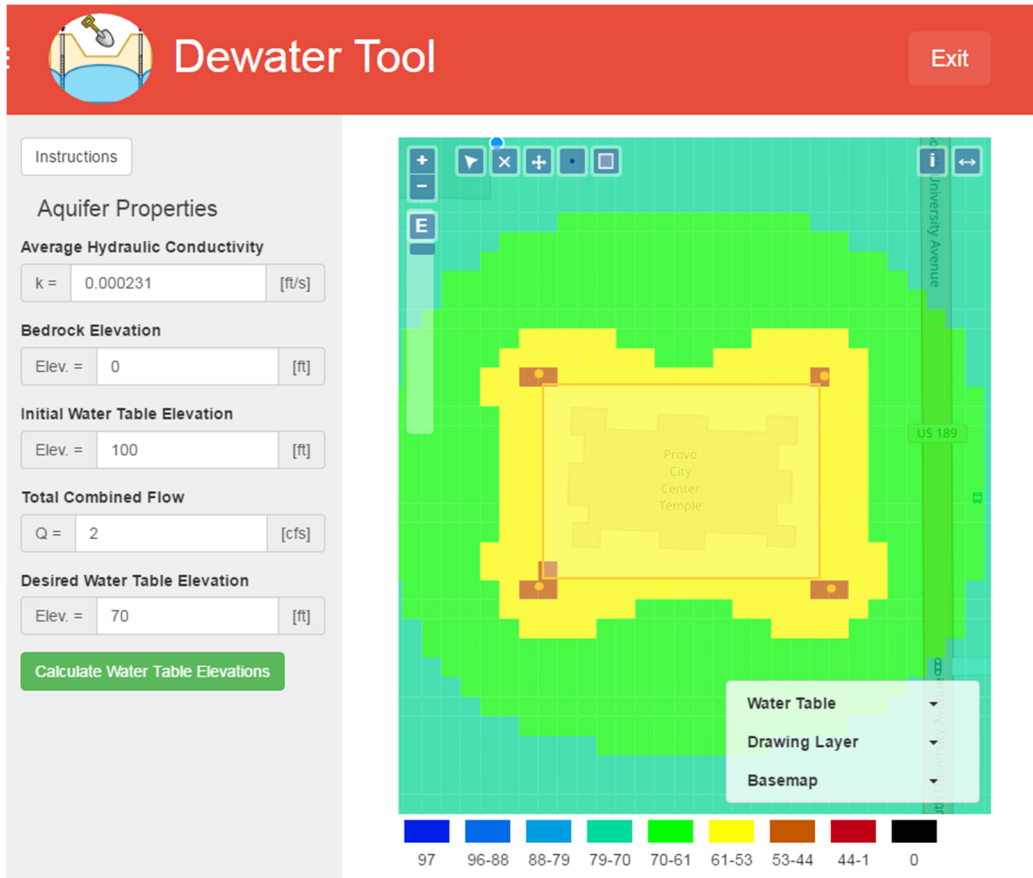 Dewater Tool
Exit
Instructions
Aquifer Properties
Average Hydraulic Conductivity
k = 0.000231 [ft/s]
Bedrock Elevation
Elev. = 0 [ft]
Initial Water Table Elevation
Elev. = 100 [ft]
Total Combined Flow
Q = 2 [cfs]
Desired Water Table Elevation
Elev. = 70 [ft]
Calculate Water Table Elevations
+
−
E
i
University Avenue
US 189
Provo
City
Center
Temple
Water Table
Drawing Layer
Basemap
97 96-88 88-79 79-70 70-61 61-53 53-44 44-1 0